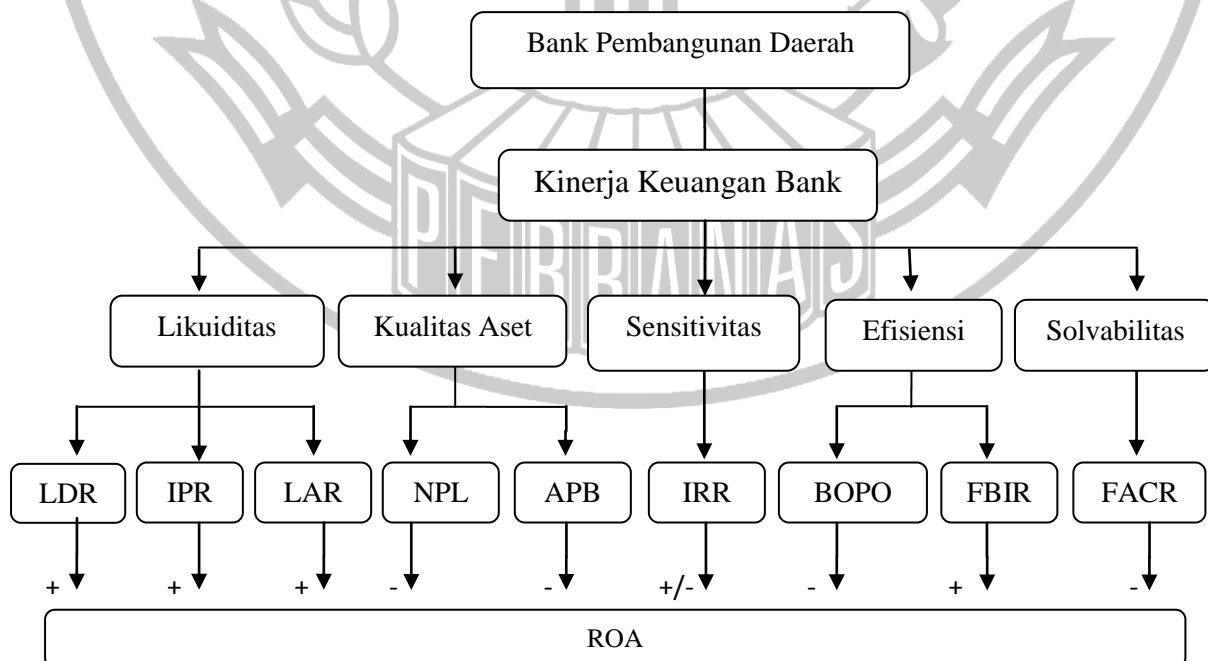 Bank Pembangunan Daerah
Kinerja Keuangan Bank
PERBANAS
Likuiditas Kualitas Aset Sensitivitas Efisiensi Solvabilitas
LDR IPR LAR NPL APB IRR BOPO FBIR FACR
+ + + - - +/- - + -
ROA